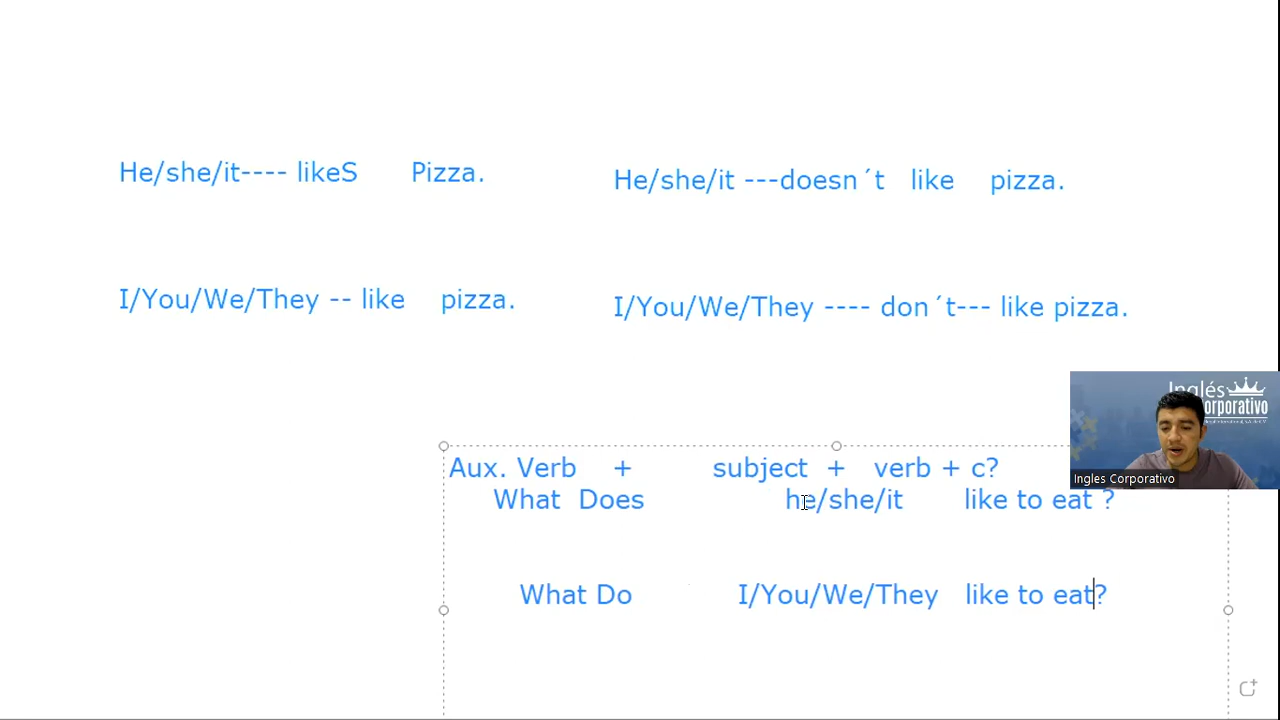 He/she/it---- likeS Pizza.
He/she/it ---doesn´t like pizza.
I/You/We/They -- like pizza.
I/You/We/They ---- don´t--- like pizza.
Inglés
Corporativo
Ingles Corporativo
Aux. Verb + subject + verb + c?
What Does he/she/it like to eat ?
What Do I/You/We/They like to eat?